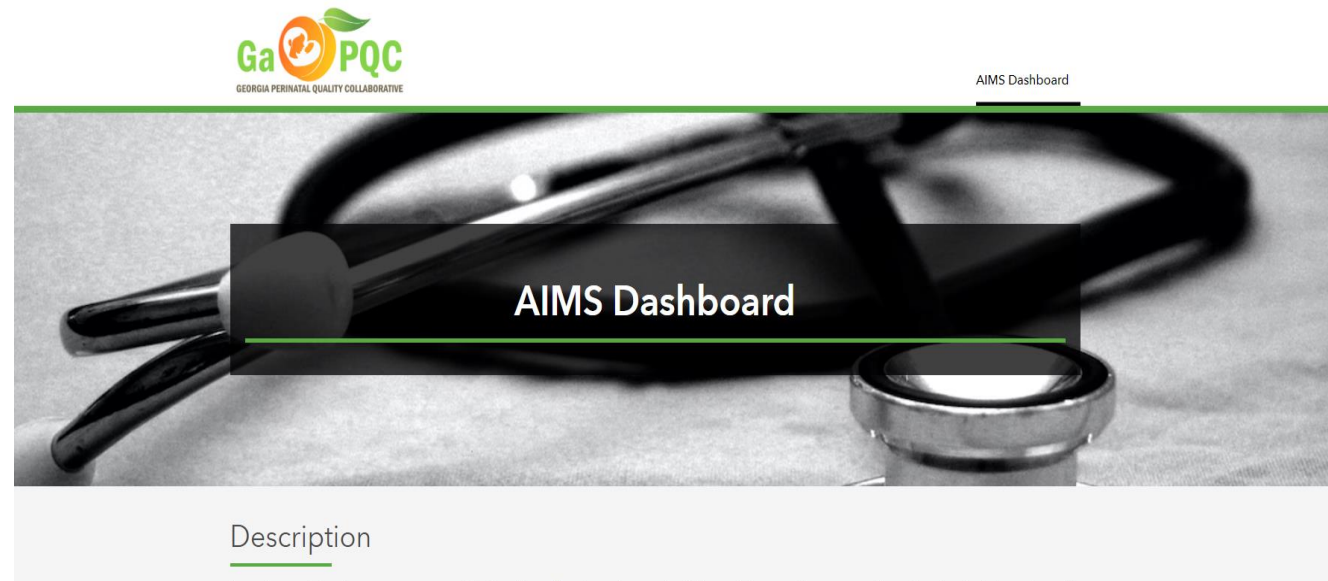 Ga PQC
GEORGIA PERINATAL QUALITY COLLABORATIVE
AIMS Dashboard
AIMS Dashboard
Description